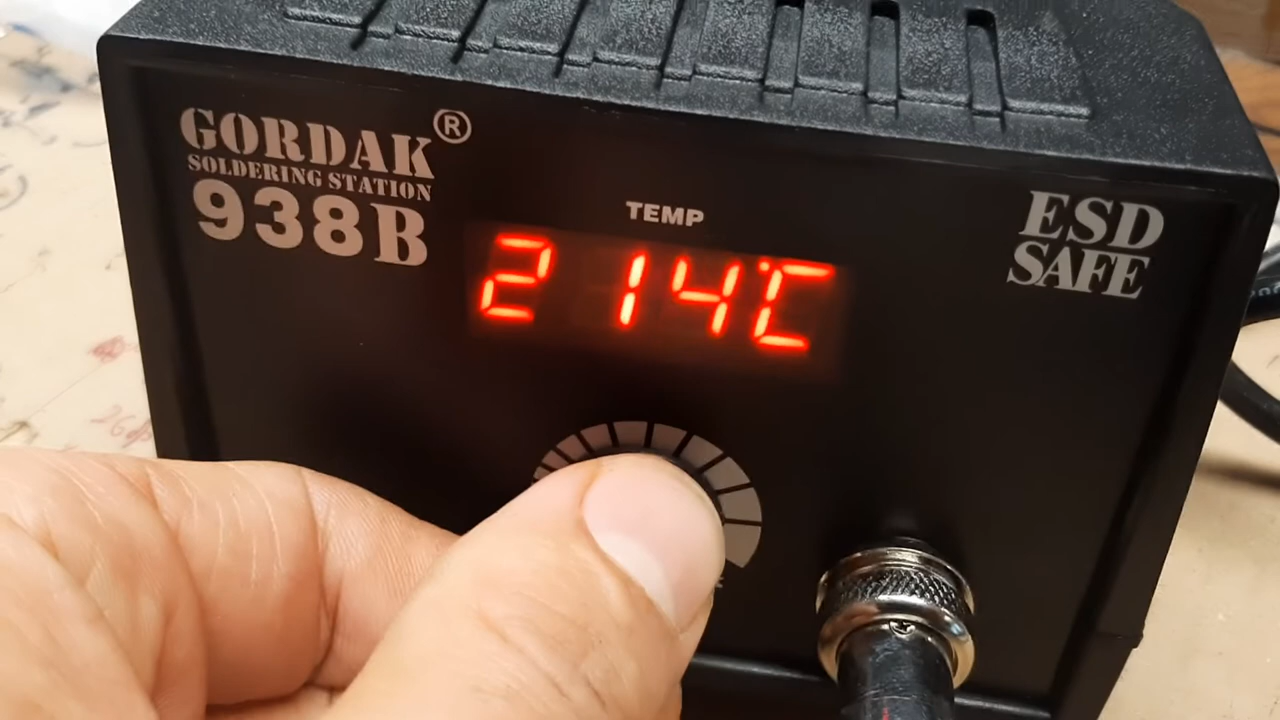 GORDAK®
SOLDERING STATION
938B
TEMP
214°C
ESD
SAFE